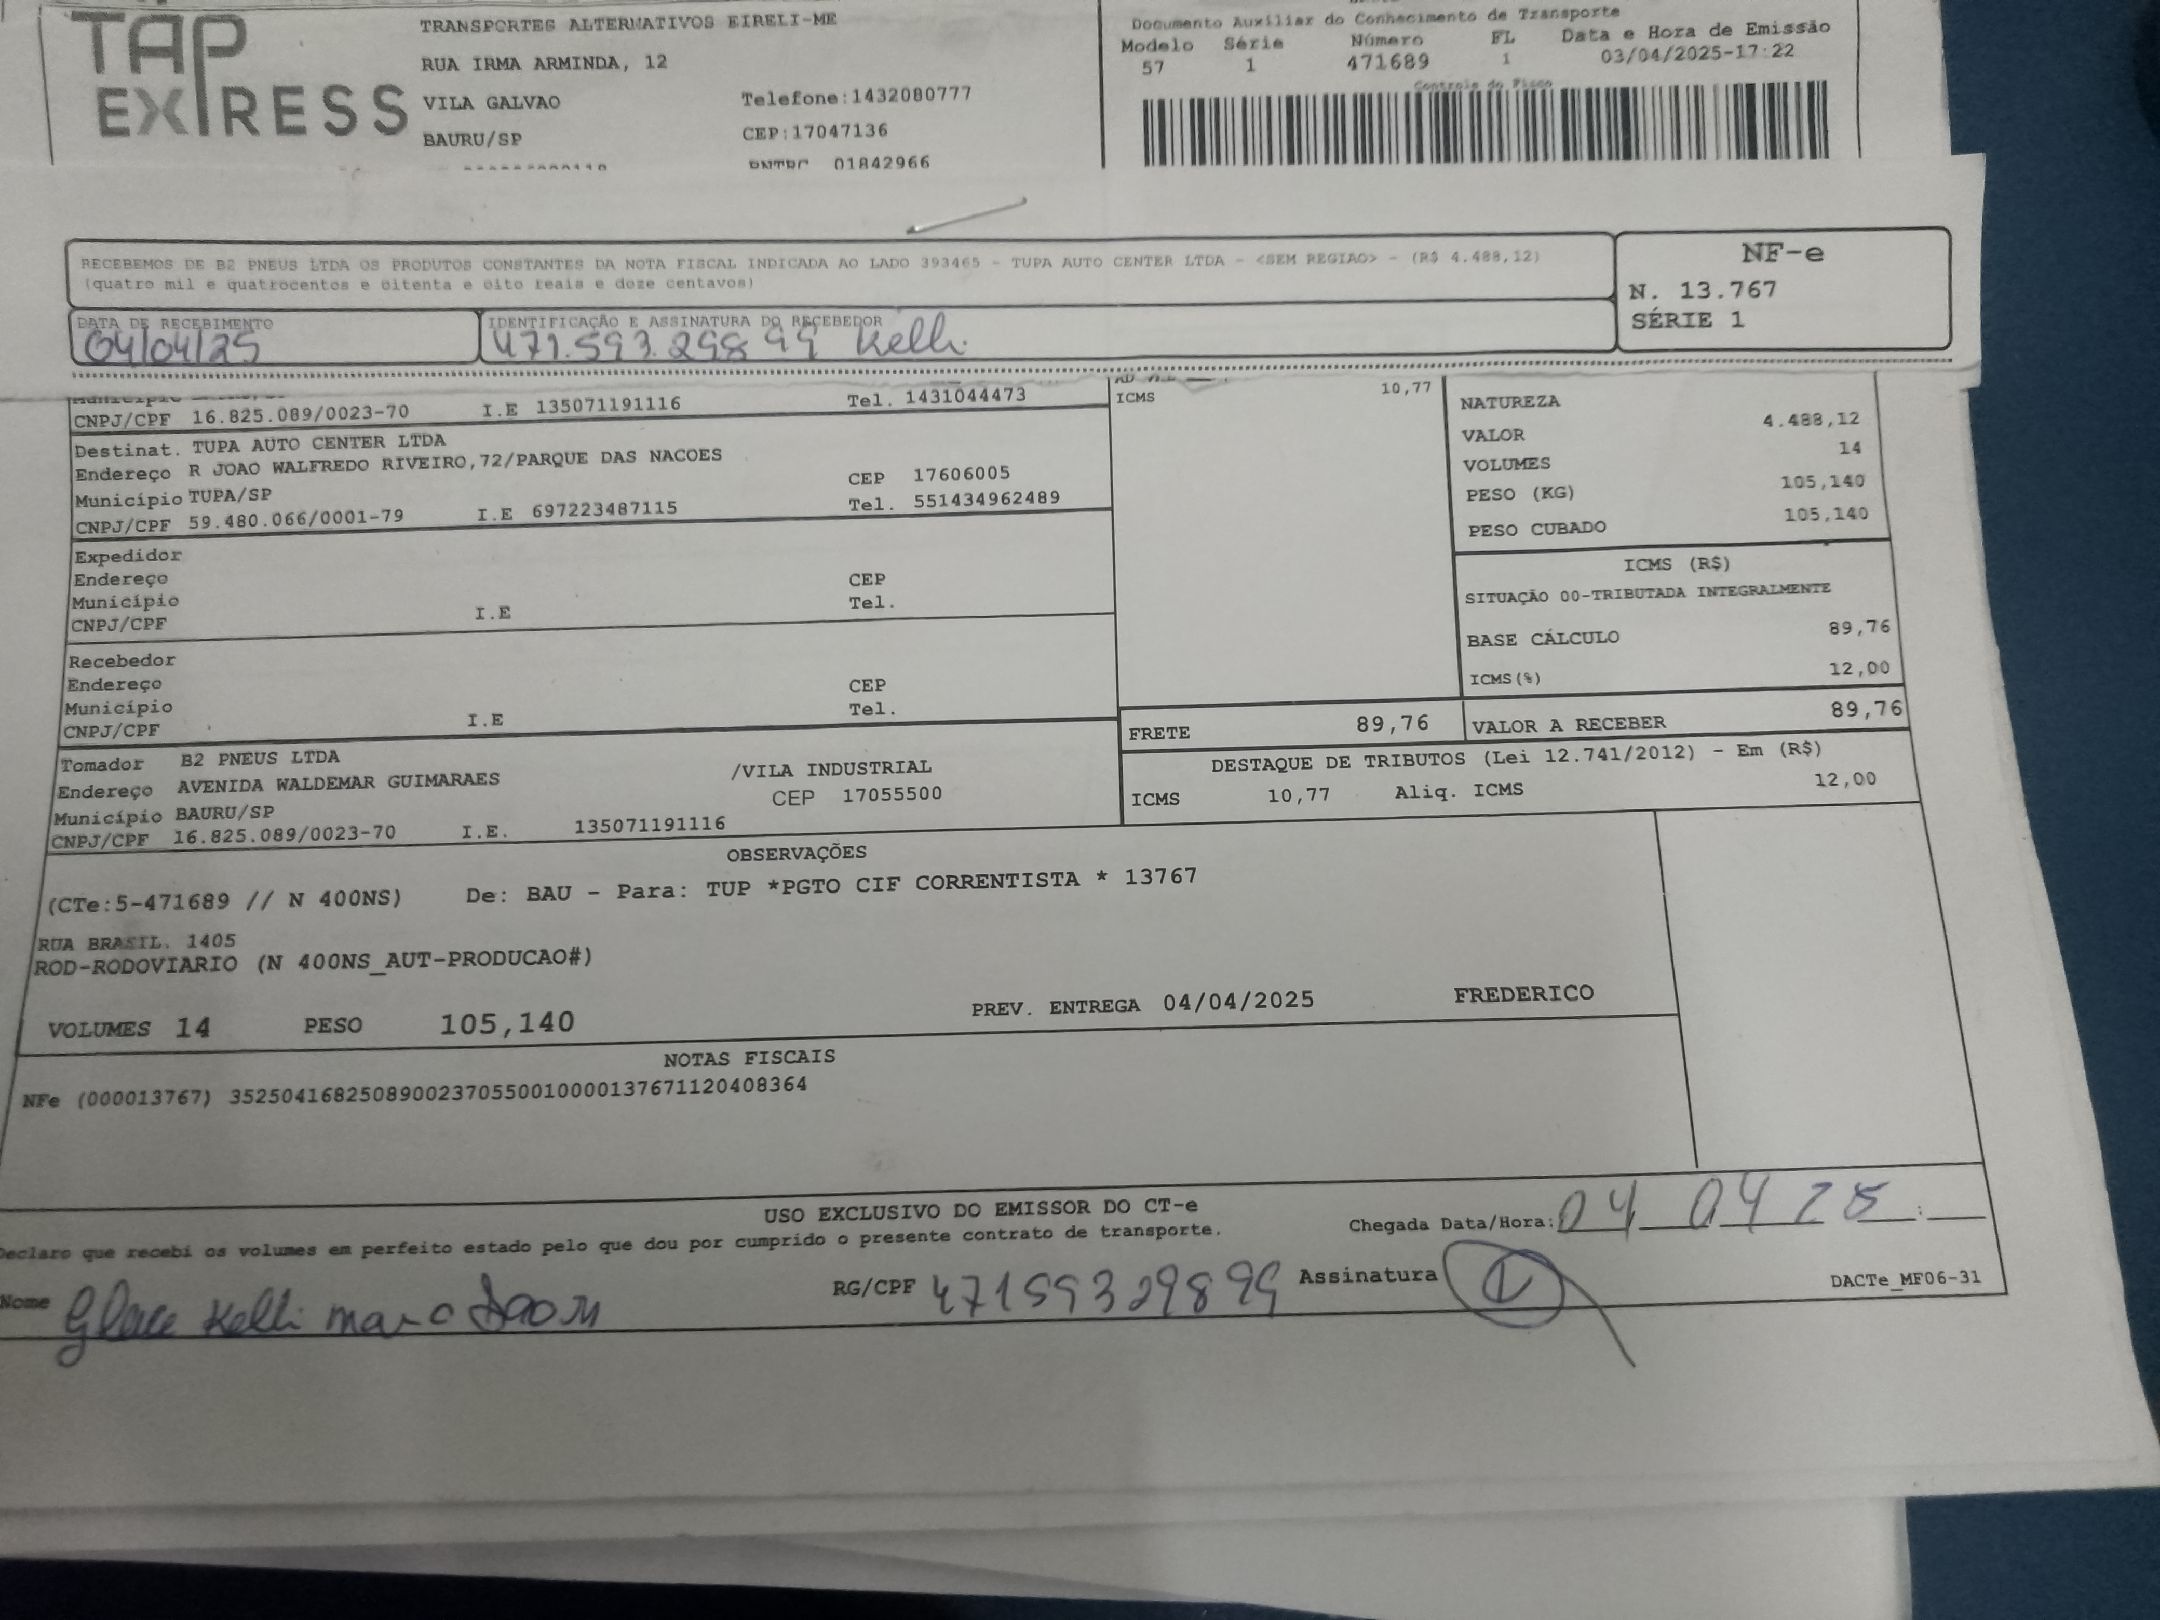 TAP EXPRESS
TRANSPORTES ALTERNATIVOS EIRELI-ME
RUA IRMA ARMINDA, 12
VILA GALVAO Telefone:1432080777
BAURU/SP CEP:17047136
RNTRC 01842966
Documento Auxiliar do Conhecimento de Transporte
Modelo Série Número FL Data e Hora de Emissão
57 1 471689 1 03/04/2025-17:22
Controle do Fisco
RECEBEMOS DE B2 PNEUS LTDA OS PRODUTOS CONSTANTES DA NOTA FISCAL INDICADA AO LADO 393465 - TUPA AUTO CENTER LTDA - <SEM REGIAO> - (R$ 4.488,12)
(quatro mil e quatrocentos e oitenta e oito reais e doze centavos)
NF-e
N. 13.767
SÉRIE 1
DATA DE RECEBIMENTO
04/04/25
IDENTIFICAÇÃO E ASSINATURA DO RECEBEDOR
471.593.298 99 Kelli
Município
CNPJ/CPF 16.825.089/0023-70 I.E 135071191116 Tel. 1431044473
Destinat. TUPA AUTO CENTER LTDA
Endereço R JOAO WALFREDO RIVEIRO,72/PARQUE DAS NACOES CEP 17606005
Município TUPA/SP Tel. 551434962489
CNPJ/CPF 59.480.066/0001-79 I.E 697223487115
Expedidor
Endereço CEP
Município Tel.
CNPJ/CPF I.E
Recebedor
Endereço CEP
Município Tel.
CNPJ/CPF I.E
Tomador B2 PNEUS LTDA
Endereço AVENIDA WALDEMAR GUIMARAES /VILA INDUSTRIAL
Município BAURU/SP CEP 17055500
CNPJ/CPF 16.825.089/0023-70 I.E. 135071191116
ICMS 10,77
NATUREZA
VALOR 4.488,12
VOLUMES 14
PESO (KG) 105,140
PESO CUBADO 105,140
ICMS (R$)
SITUAÇÃO 00-TRIBUTADA INTEGRALMENTE
BASE CÁLCULO 89,76
ICMS(%) 12,00
FRETE 89,76 VALOR A RECEBER 89,76
DESTAQUE DE TRIBUTOS (Lei 12.741/2012) - Em (R$)
ICMS 10,77 Aliq. ICMS 12,00
OBSERVAÇÕES
(CTe:5-471689 // N 400NS) De: BAU - Para: TUP *PGTO CIF CORRENTISTA * 13767
RUA BRASIL. 1405
ROD-RODOVIARIO (N 400NS_AUT-PRODUCAO#)
VOLUMES 14 PESO 105,140 PREV. ENTREGA 04/04/2025 FREDERICO
NOTAS FISCAIS
NFe (000013767) 35250416825089002370550010000137671120408364
USO EXCLUSIVO DO EMISSOR DO CT-e
Declaro que recebi os volumes em perfeito estado pelo que dou por cumprido o presente contrato de transporte.
Chegada Data/Hora: 04 04 25 :
Nome Kelli RG/CPF 47159329899 Assinatura
DACTe_MF06-31